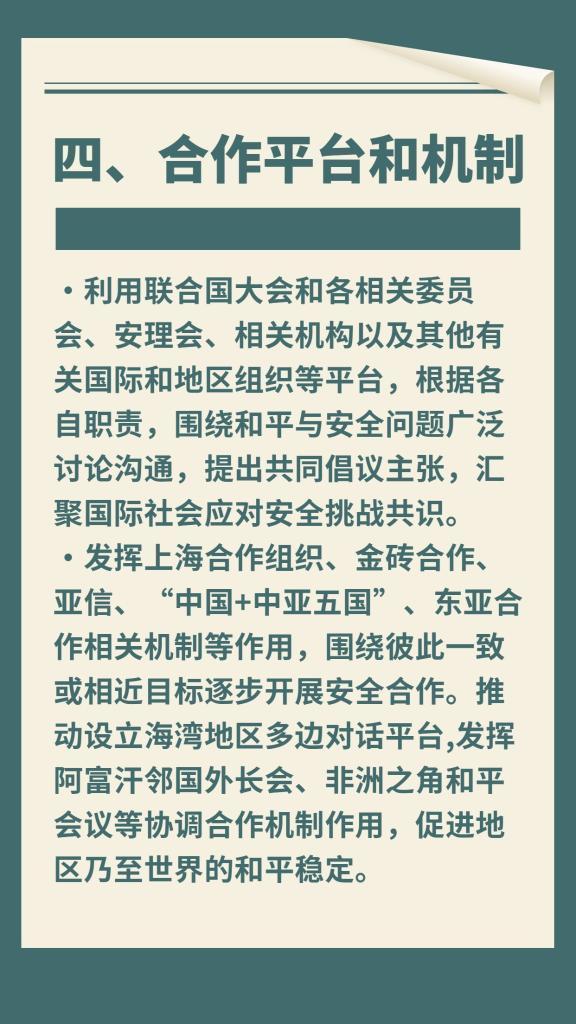 四、合作平台和机制
·利用联合国大会和各相关委员
会、安理会、相关机构以及其他有
关国际和地区组织等平台，根据各
自职责，围绕和平与安全问题广泛
讨论沟通，提出共同倡议主张，汇
聚国际社会应对安全挑战共识。
·发挥上海合作组织、金砖合作、
亚信、“中国+中亚五国”、东亚合
作相关机制等作用，围绕彼此一致
或相近目标逐步开展安全合作。推
动设立海湾地区多边对话平台,发挥
阿富汗邻国外长会、非洲之角和平
会议等协调合作机制作用，促进地
区乃至世界的和平稳定。